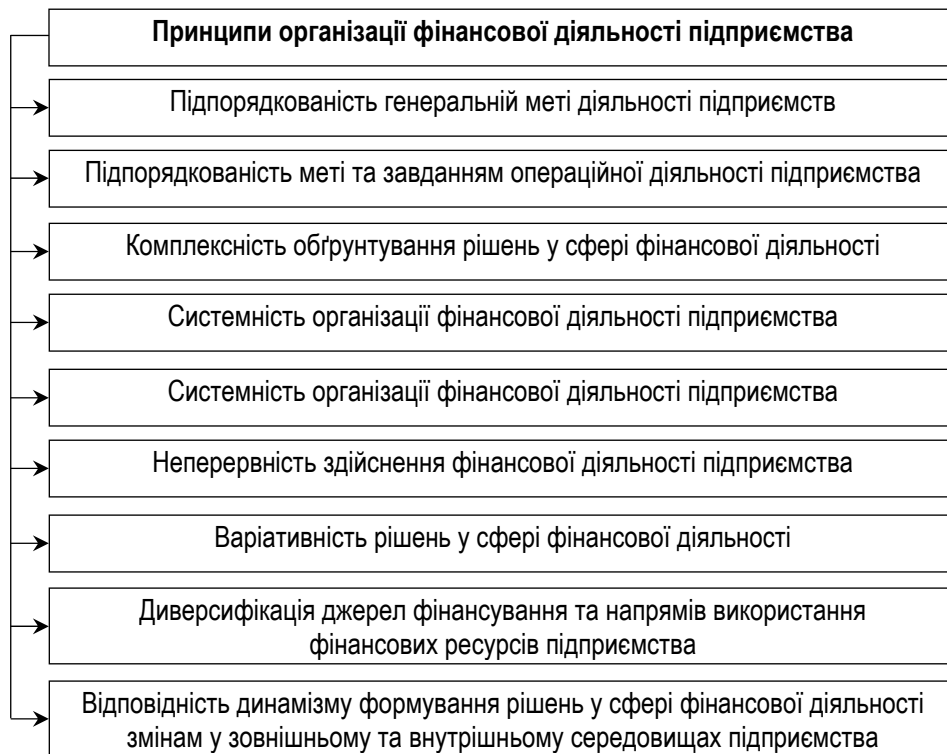 Принципи організації фінансової діяльності підприємства
Підпорядкованість генеральній меті діяльності підприємств
Підпорядкованість меті та завданням операційної діяльності підприємства
Комплексність обґрунтування рішень у сфері фінансової діяльності
Системність організації фінансової діяльності підприємства
Системність організації фінансової діяльності підприємства
Неперервність здійснення фінансової діяльності підприємства
Варіативність рішень у сфері фінансової діяльності
Диверсифікація джерел фінансування та напрямів використання
фінансових ресурсів підприємства
Відповідність динамізму формування рішень у сфері фінансової діяльності
змінам у зовнішньому та внутрішньому середовищах підприємства